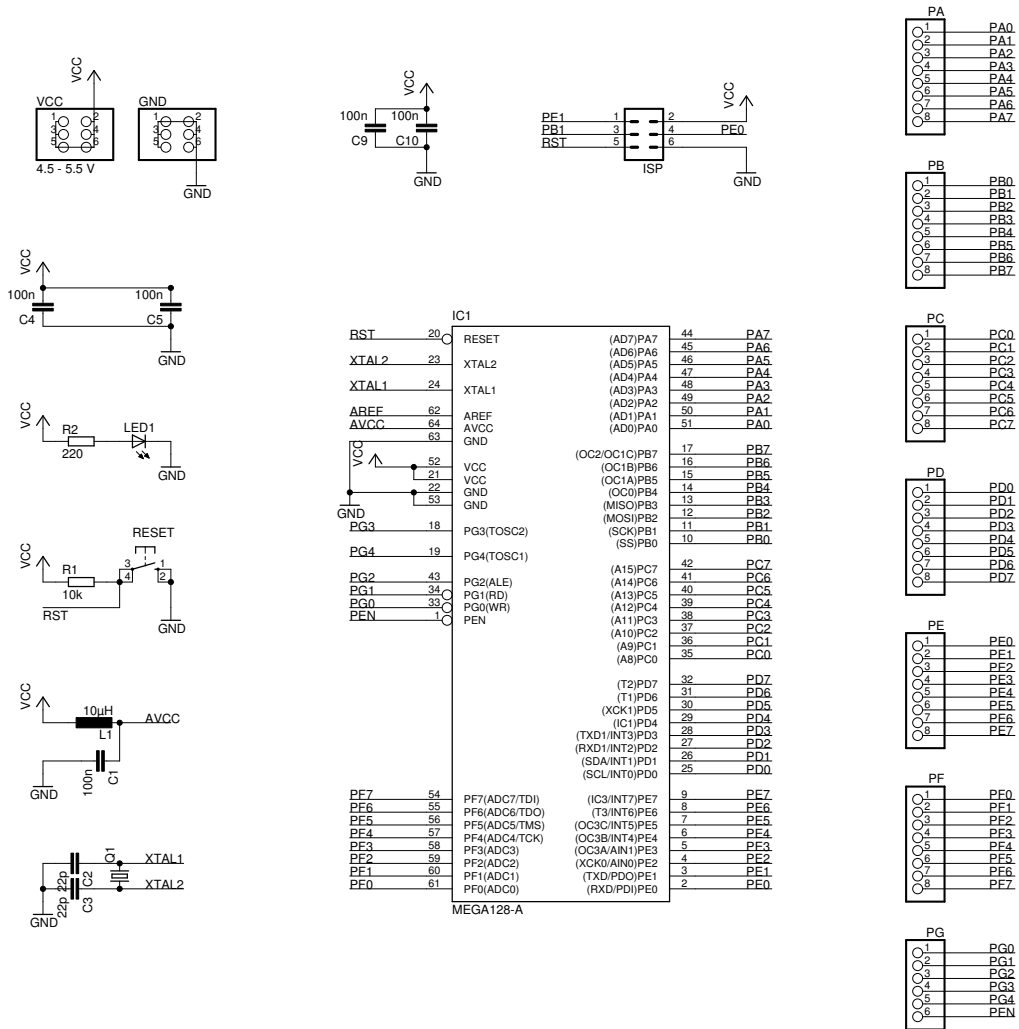 VCC
VCC
1 2
3 4
5 6
4.5 - 5.5 V
GND
1 2
3 4
5 6
GND
VCC
100n 100n
C9 C10
GND
PE1 1 2
PB1 3 4 PE0
RST 5 6
ISP
VCC
GND
VCC
100n 100n
C4 C5
GND
VCC
R2
220
LED1
GND
VCC
R1
10k
RESET
3 1
4 2
RST
GND
VCC
10µH
L1
AVCC
100n
C1
GND
Q1
XTAL1
22p C2
XTAL2
22p C3
GND
IC1
RST 20 RESET
XTAL2 23 XTAL2
XTAL1 24 XTAL1
AREF 62 AREF
AVCC 64 AVCC
63 GND
VCC
52 VCC
21 VCC
22 GND
53 GND
GND
PG3 18 PG3(TOSC2)
PG4 19 PG4(TOSC1)
PG2 43 PG2(ALE)
PG1 34 PG1(RD)
PG0 33 PG0(WR)
PEN 1 PEN
PF7 54 PF7(ADC7/TDI)
PF6 55 PF6(ADC6/TDO)
PF5 56 PF5(ADC5/TMS)
PF4 57 PF4(ADC4/TCK)
PF3 58 PF3(ADC3)
PF2 59 PF2(ADC2)
PF1 60 PF1(ADC1)
PF0 61 PF0(ADC0)
(AD7)PA7 44 PA7
(AD6)PA6 45 PA6
(AD5)PA5 46 PA5
(AD4)PA4 47 PA4
(AD3)PA3 48 PA3
(AD2)PA2 49 PA2
(AD1)PA1 50 PA1
(AD0)PA0 51 PA0
(OC2/OC1C)PB7 17 PB7
(OC1B)PB6 16 PB6
(OC1A)PB5 15 PB5
(OC0)PB4 14 PB4
(MISO)PB3 13 PB3
(MOSI)PB2 12 PB2
(SCK)PB1 11 PB1
(SS)PB0 10 PB0
(A15)PC7 42 PC7
(A14)PC6 41 PC6
(A13)PC5 40 PC5
(A12)PC4 39 PC4
(A11)PC3 38 PC3
(A10)PC2 37 PC2
(A9)PC1 36 PC1
(A8)PC0 35 PC0
(T2)PD7 32 PD7
(T1)PD6 31 PD6
(XCK1)PD5 30 PD5
(IC1)PD4 29 PD4
(TXD1/INT3)PD3 28 PD3
(RXD1/INT2)PD2 27 PD2
(SDA/INT1)PD1 26 PD1
(SCL/INT0)PD0 25 PD0
(IC3/INT7)PE7 9 PE7
(T3/INT6)PE6 8 PE6
(OC3C/INT5)PE5 7 PE5
(OC3B/INT4)PE4 6 PE4
(OC3A/AIN1)PE3 5 PE3
(XCK0/AIN0)PE2 4 PE2
(TXD/PDO)PE1 3 PE1
(RXD/PDI)PE0 2 PE0
MEGA128-A
PA
1 PA0
2 PA1
3 PA2
4 PA3
5 PA4
6 PA5
7 PA6
8 PA7
PB
1 PB0
2 PB1
3 PB2
4 PB3
5 PB4
6 PB5
7 PB6
8 PB7
PC
1 PC0
2 PC1
3 PC2
4 PC3
5 PC4
6 PC5
7 PC6
8 PC7
PD
1 PD0
2 PD1
3 PD2
4 PD3
5 PD4
6 PD5
7 PD6
8 PD7
PE
1 PE0
2 PE1
3 PE2
4 PE3
5 PE4
6 PE5
7 PE6
8 PE7
PF
1 PF0
2 PF1
3 PF2
4 PF3
5 PF4
6 PF5
7 PF6
8 PF7
PG
1 PG0
2 PG1
3 PG2
4 PG3
5 PG4
6 PEN